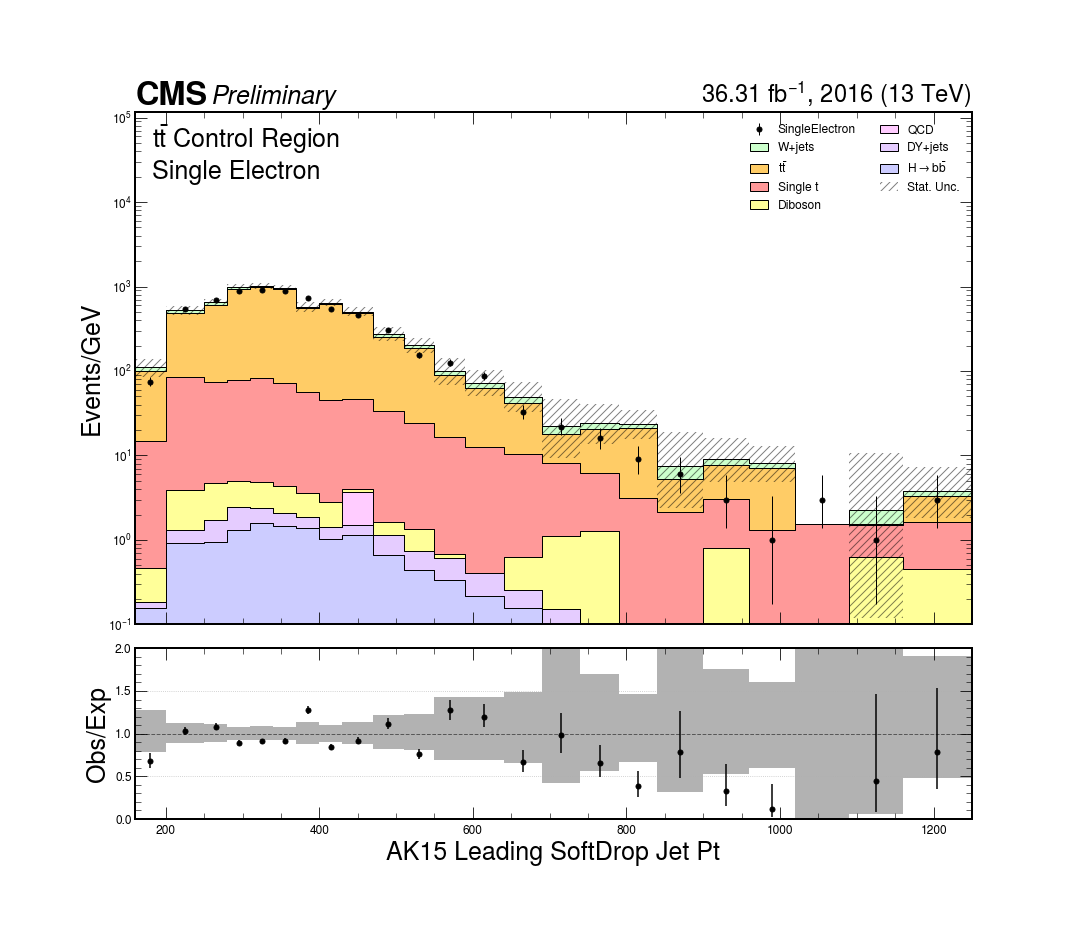 CMS Preliminary 36.31 fb⁻¹, 2016 (13 TeV)
tt̄ Control Region
Single Electron
SingleElectron
W+jets
tt̄
Single t
Diboson
QCD
DY+jets
H→bb̄
Stat. Unc.
Events/GeV
10⁵
10⁴
10³
10²
10¹
10⁰
10⁻¹
Obs/Exp
2.0
1.5
1.0
0.5
0.0
200 400 600 800 1000 1200
AK15 Leading SoftDrop Jet Pt